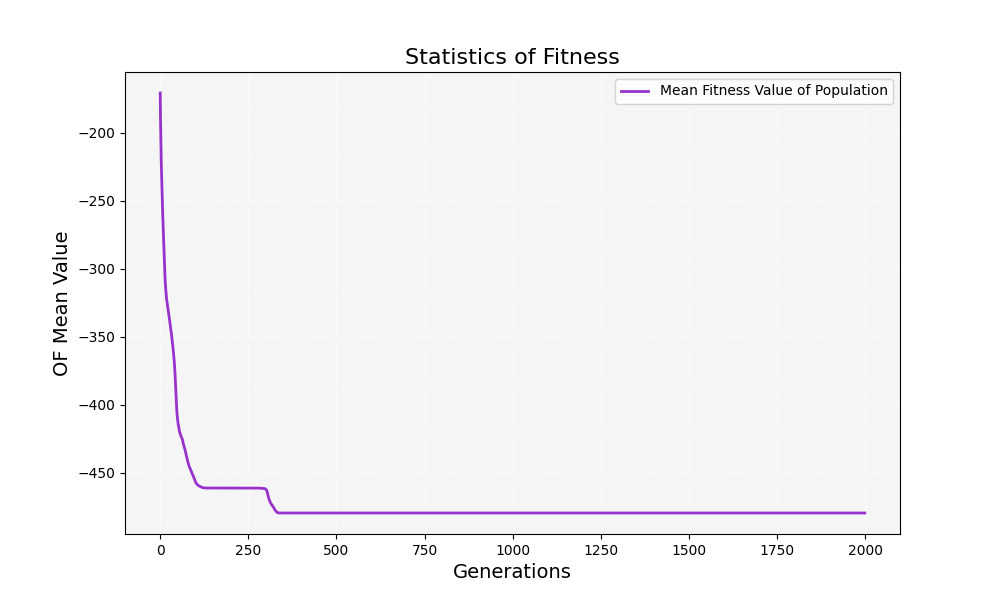 Statistics of Fitness
Mean Fitness Value of Population
OF Mean Value
−200
−250
−300
−350
−400
−450
0 250 500 750 1000 1250 1500 1750 2000
Generations